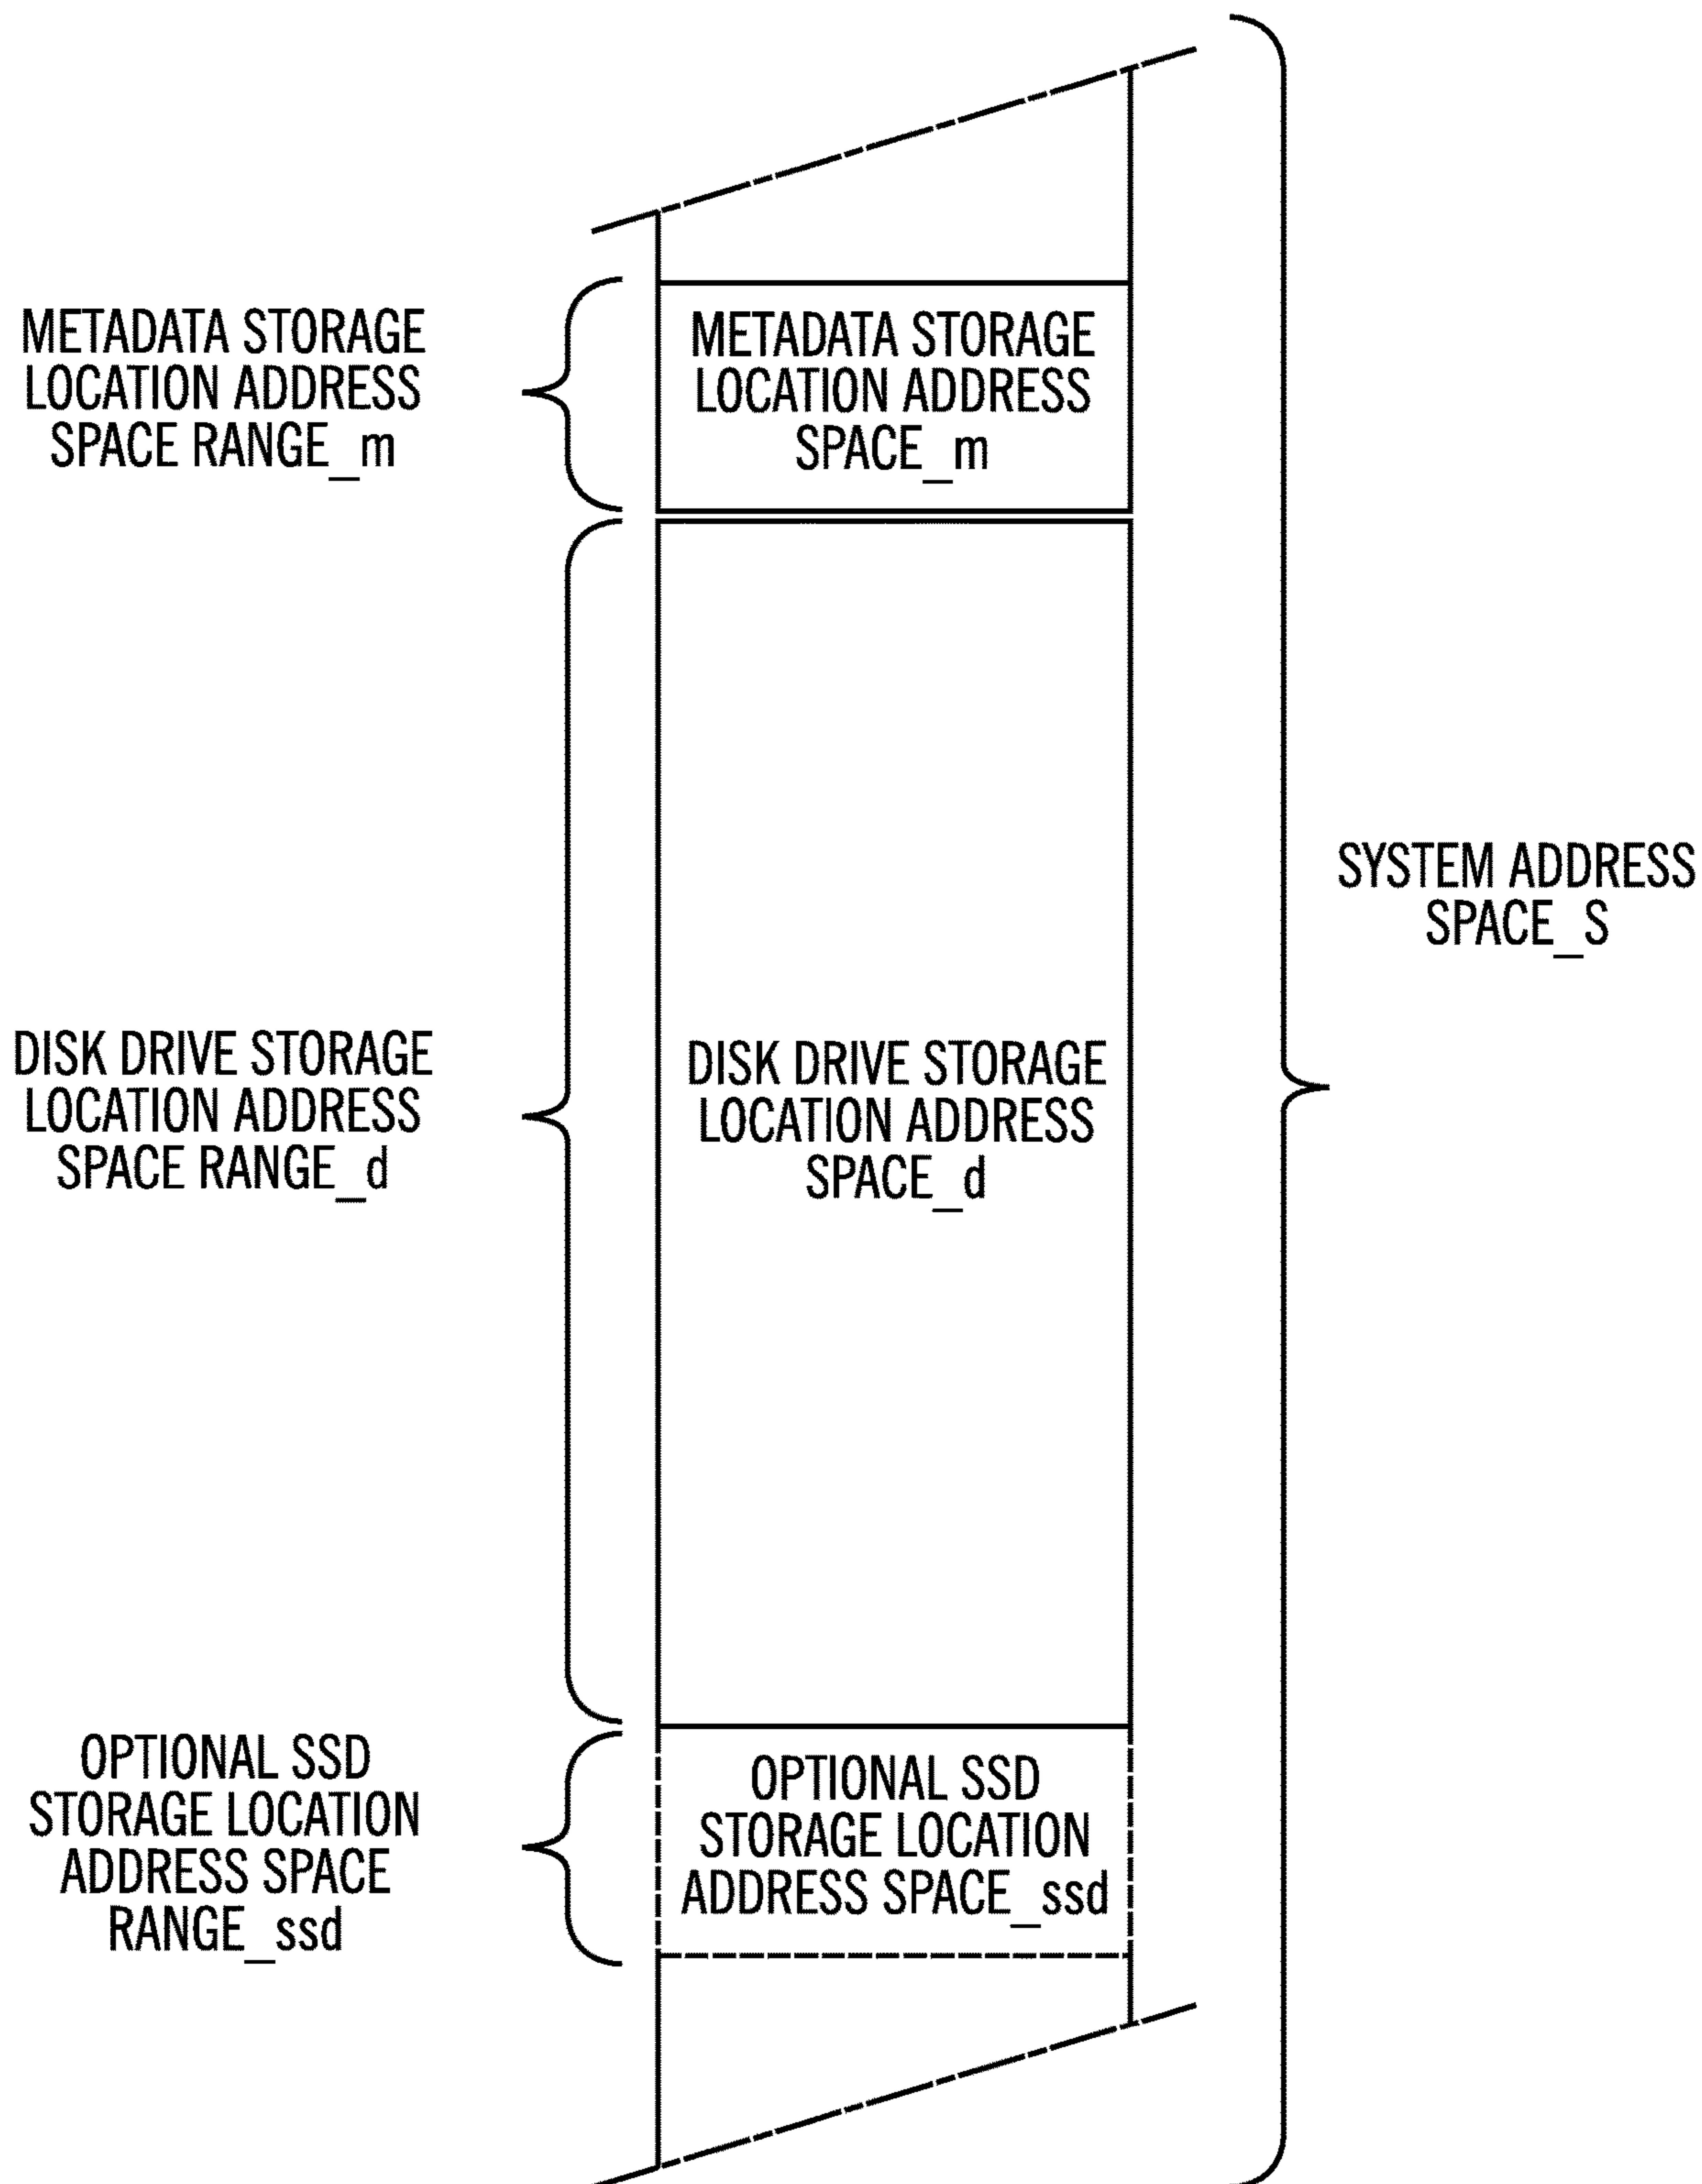 METADATA STORAGE
LOCATION ADDRESS
SPACE RANGE_m
METADATA STORAGE
LOCATION ADDRESS
SPACE_m
SYSTEM ADDRESS
SPACE_S
DISK DRIVE STORAGE
LOCATION ADDRESS
SPACE RANGE_d
DISK DRIVE STORAGE
LOCATION ADDRESS
SPACE_d
OPTIONAL SSD
STORAGE LOCATION
ADDRESS SPACE
RANGE_ssd
OPTIONAL SSD
STORAGE LOCATION
ADDRESS SPACE_ssd